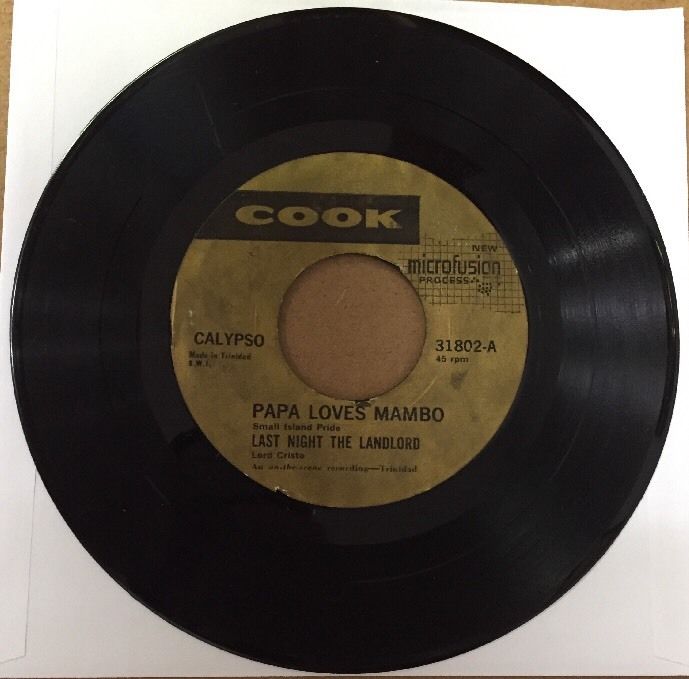 COOK
NEW
microfusion
PROCESS
CALYPSO
Made in Trinidad
B.W.I.
31802-A
45 rpm
PAPA LOVES MAMBO
Small Island Pride
LAST NIGHT THE LANDLORD
Lord Cristo
An on-the-scene recording—Trinidad